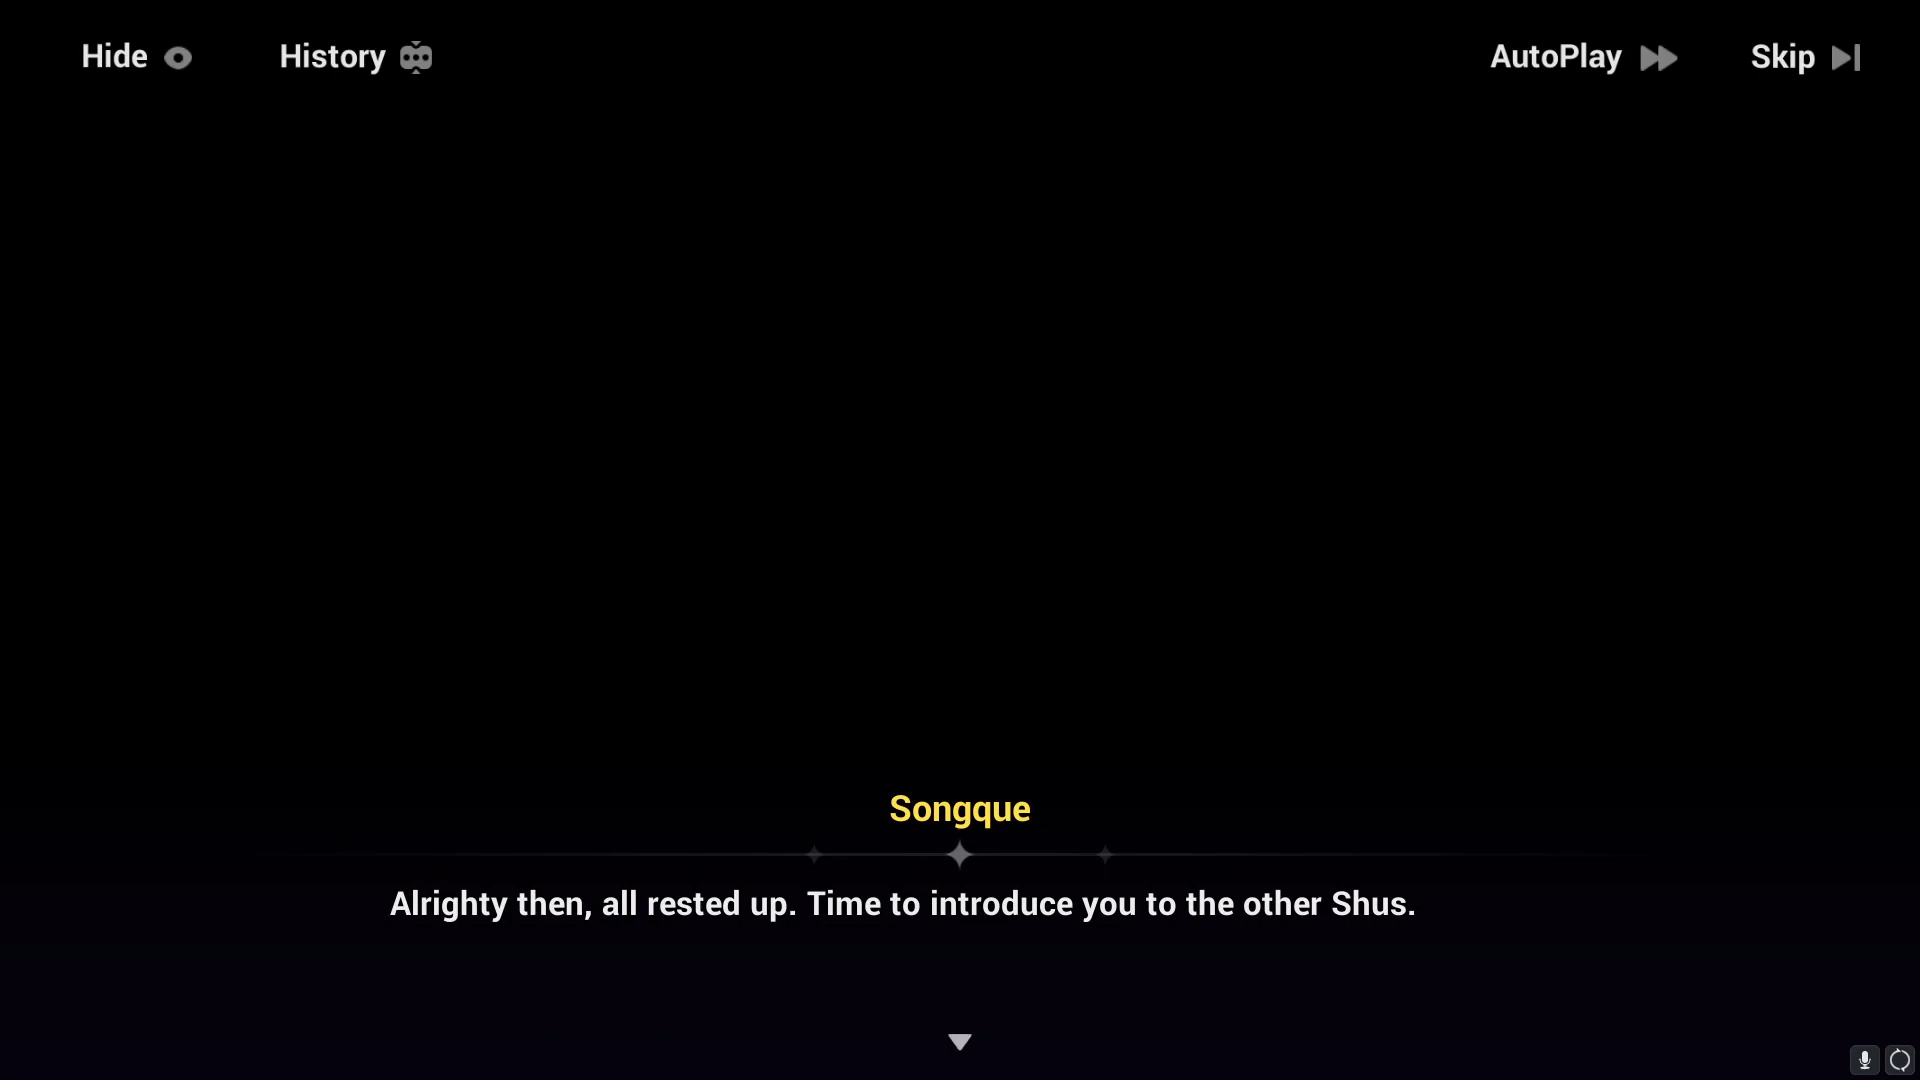 Hide
History
AutoPlay
Skip
Songque
Alrighty then, all rested up. Time to introduce you to the other Shus.